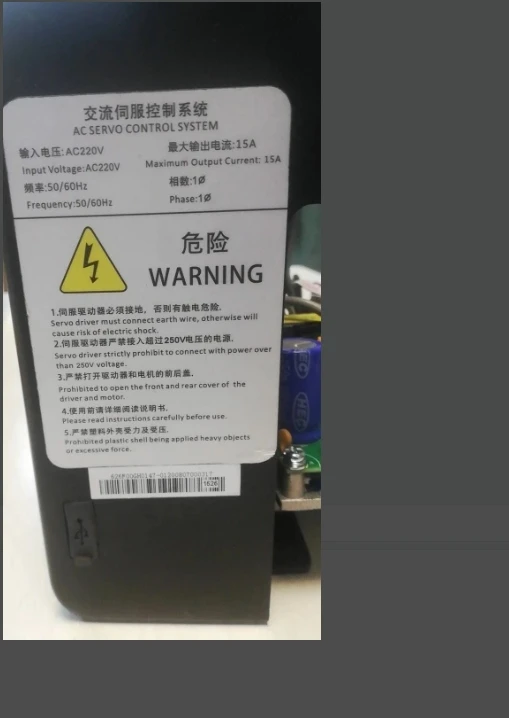 交流伺服控制系统
AC SERVO CONTROL SYSTEM
输入电压:AC220V
最大输出电流:15A
Input Voltage:AC220V
Maximum Output Current: 15A
频率:50/60Hz
相数:1Ø
Frequency:50/60Hz
Phase:1Ø
危险
WARNING
1.伺服驱动器必须接地，否则有触电危险.
Servo driver must connect earth wire, otherwise will
cause risk of electric shock.
2.伺服驱动器严禁接入超过250V电压的电源.
Servo driver strictly prohibit to connect with power over
than 250V voltage.
3.严禁打开驱动器和电机的前后盖.
Prohibited to open the front and rear cover of the
driver and motor.
4.使用前请详细阅读说明书.
Please read instructions carefully before use.
5.严禁塑料外壳受力及受压.
Prohibited plastic shell being applied heavy objects
or excessive force.